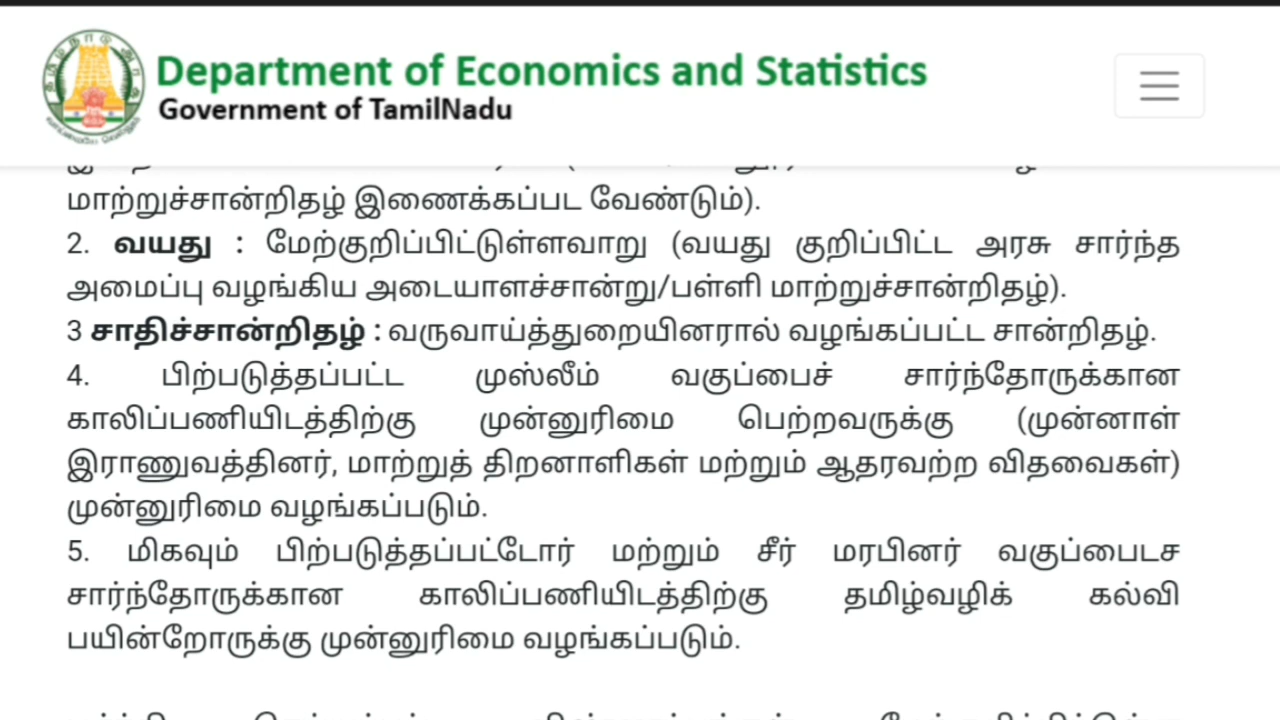 Department of Economics and Statistics
Government of TamilNadu
மாற்றுச்சான்றிதழ் இணைக்கப்பட வேண்டும்).
2. வயது : மேற்குறிப்பிட்டுள்ளவாறு (வயது குறிப்பிட்ட அரசு சார்ந்த
அமைப்பு வழங்கிய அடையாளச்சான்று/பள்ளி மாற்றுச்சான்றிதழ்).
3 சாதிச்சான்றிதழ் : வருவாய்த்துறையினரால் வழங்கப்பட்ட சான்றிதழ்.
4. பிற்படுத்தப்பட்ட முஸ்லீம் வகுப்பைச் சார்ந்தோருக்கான
காலிப்பணியிடத்திற்கு முன்னுரிமை பெற்றவருக்கு (முன்னாள்
இராணுவத்தினர், மாற்றுத் திறனாளிகள் மற்றும் ஆதரவற்ற விதவைகள்)
முன்னுரிமை வழங்கப்படும்.
5. மிகவும் பிற்படுத்தப்பட்டோர் மற்றும் சீர் மரபினர் வகுப்பைடச
சார்ந்தோருக்கான காலிப்பணியிடத்திற்கு தமிழ்வழிக் கல்வி
பயின்றோருக்கு முன்னுரிமை வழங்கப்படும்.